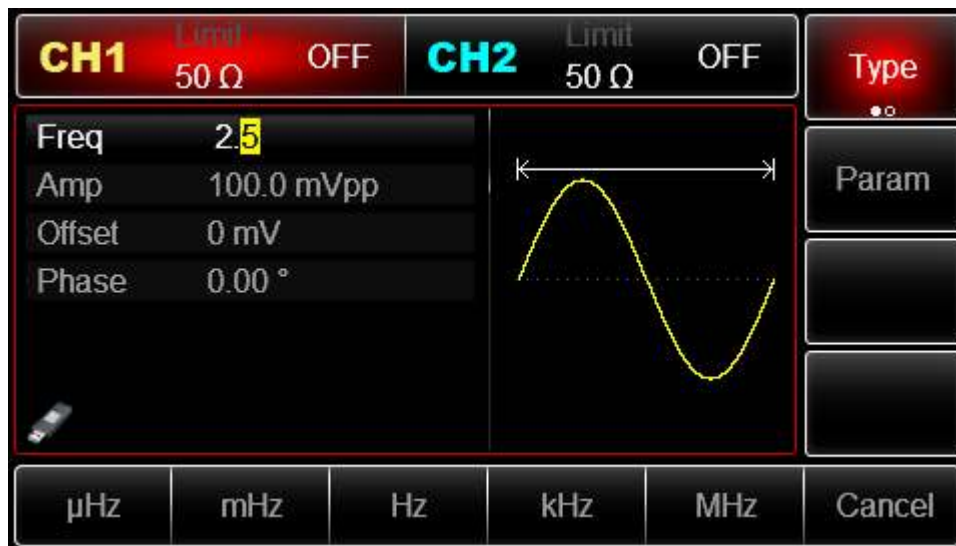 CH1 Limit 50 Ω OFF
CH2 Limit 50 Ω OFF
Type
Freq 2.5
Amp 100.0 mVpp
Offset 0 mV
Phase 0.00 °
Param
µHz mHz Hz kHz MHz Cancel